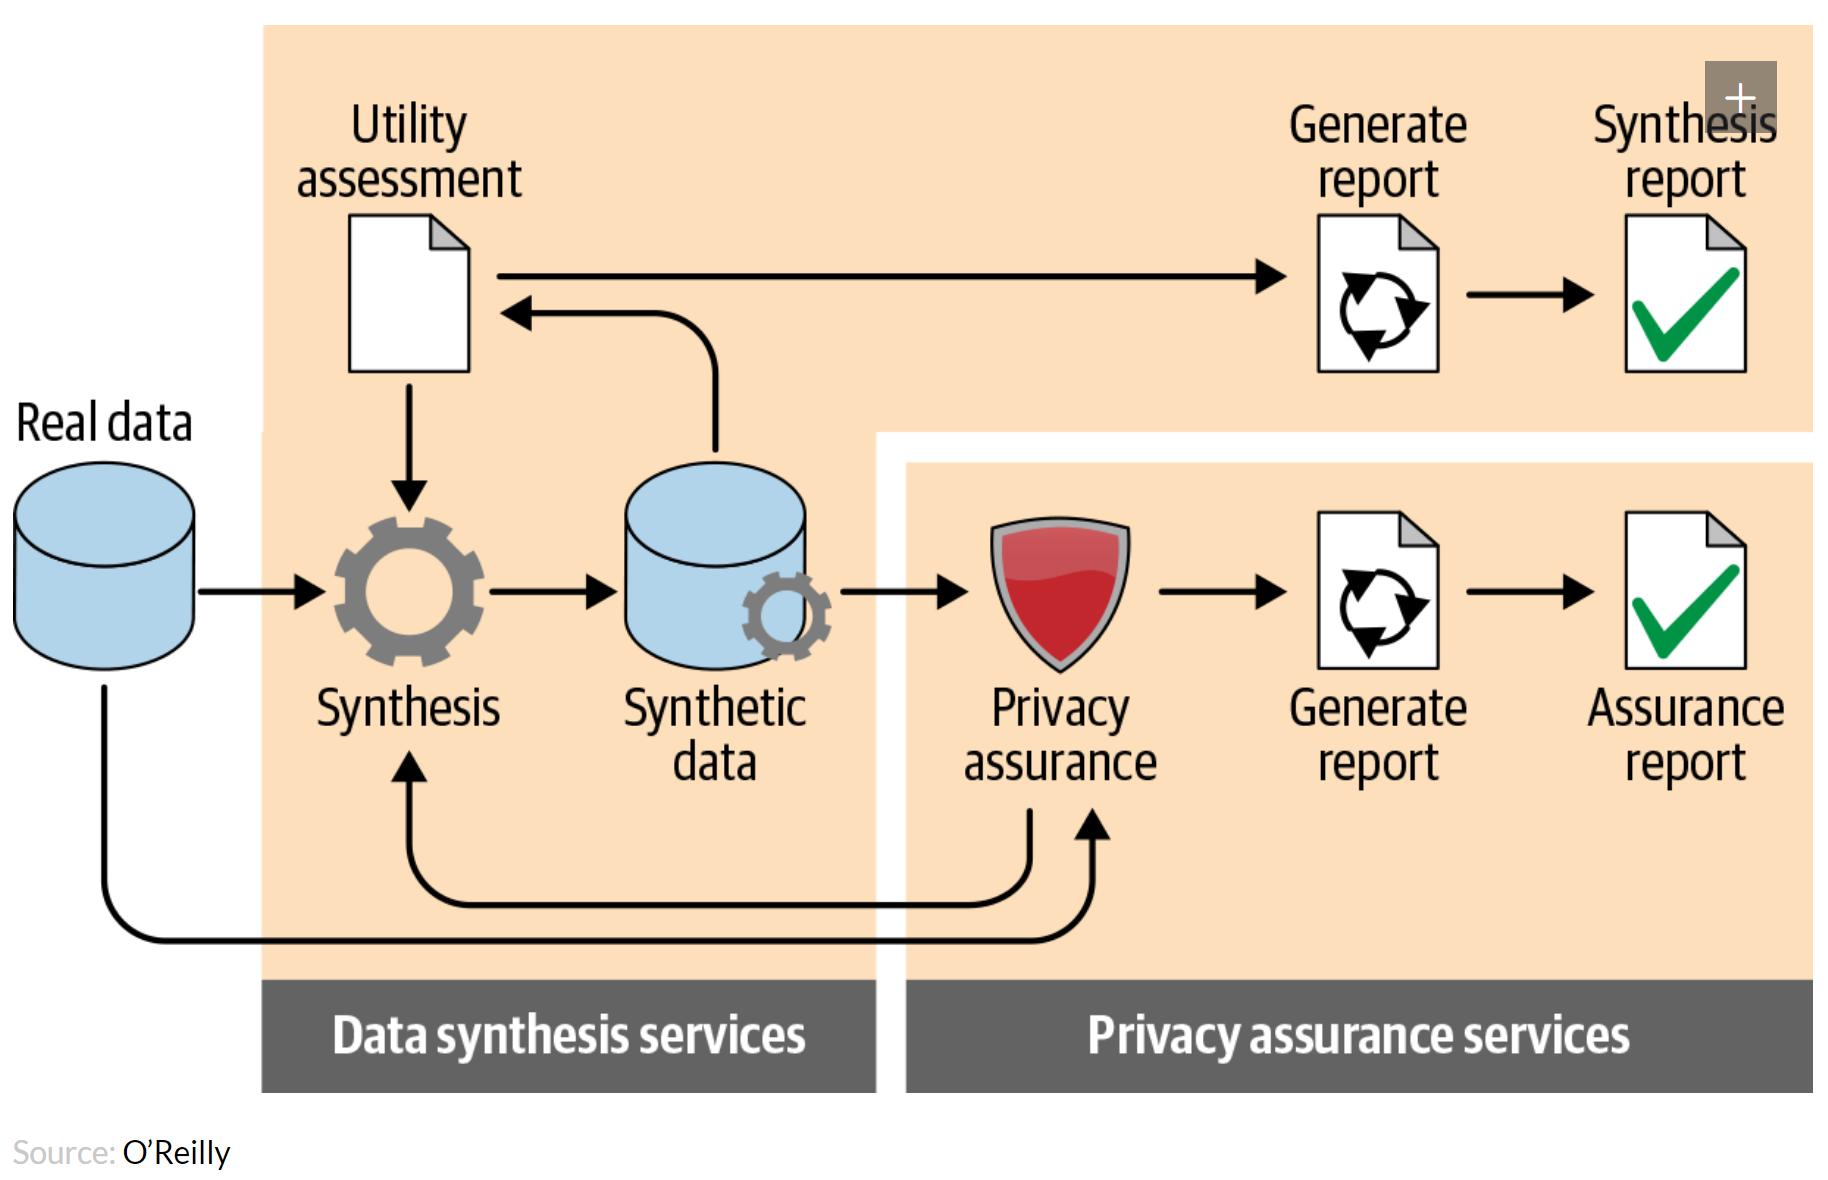 Utility
assessment
Generate
report
Synthesis
report
Real data
Synthesis
Synthetic
data
Privacy
assurance
Generate
report
Assurance
report
Data synthesis services
Privacy assurance services
Source: O’Reilly